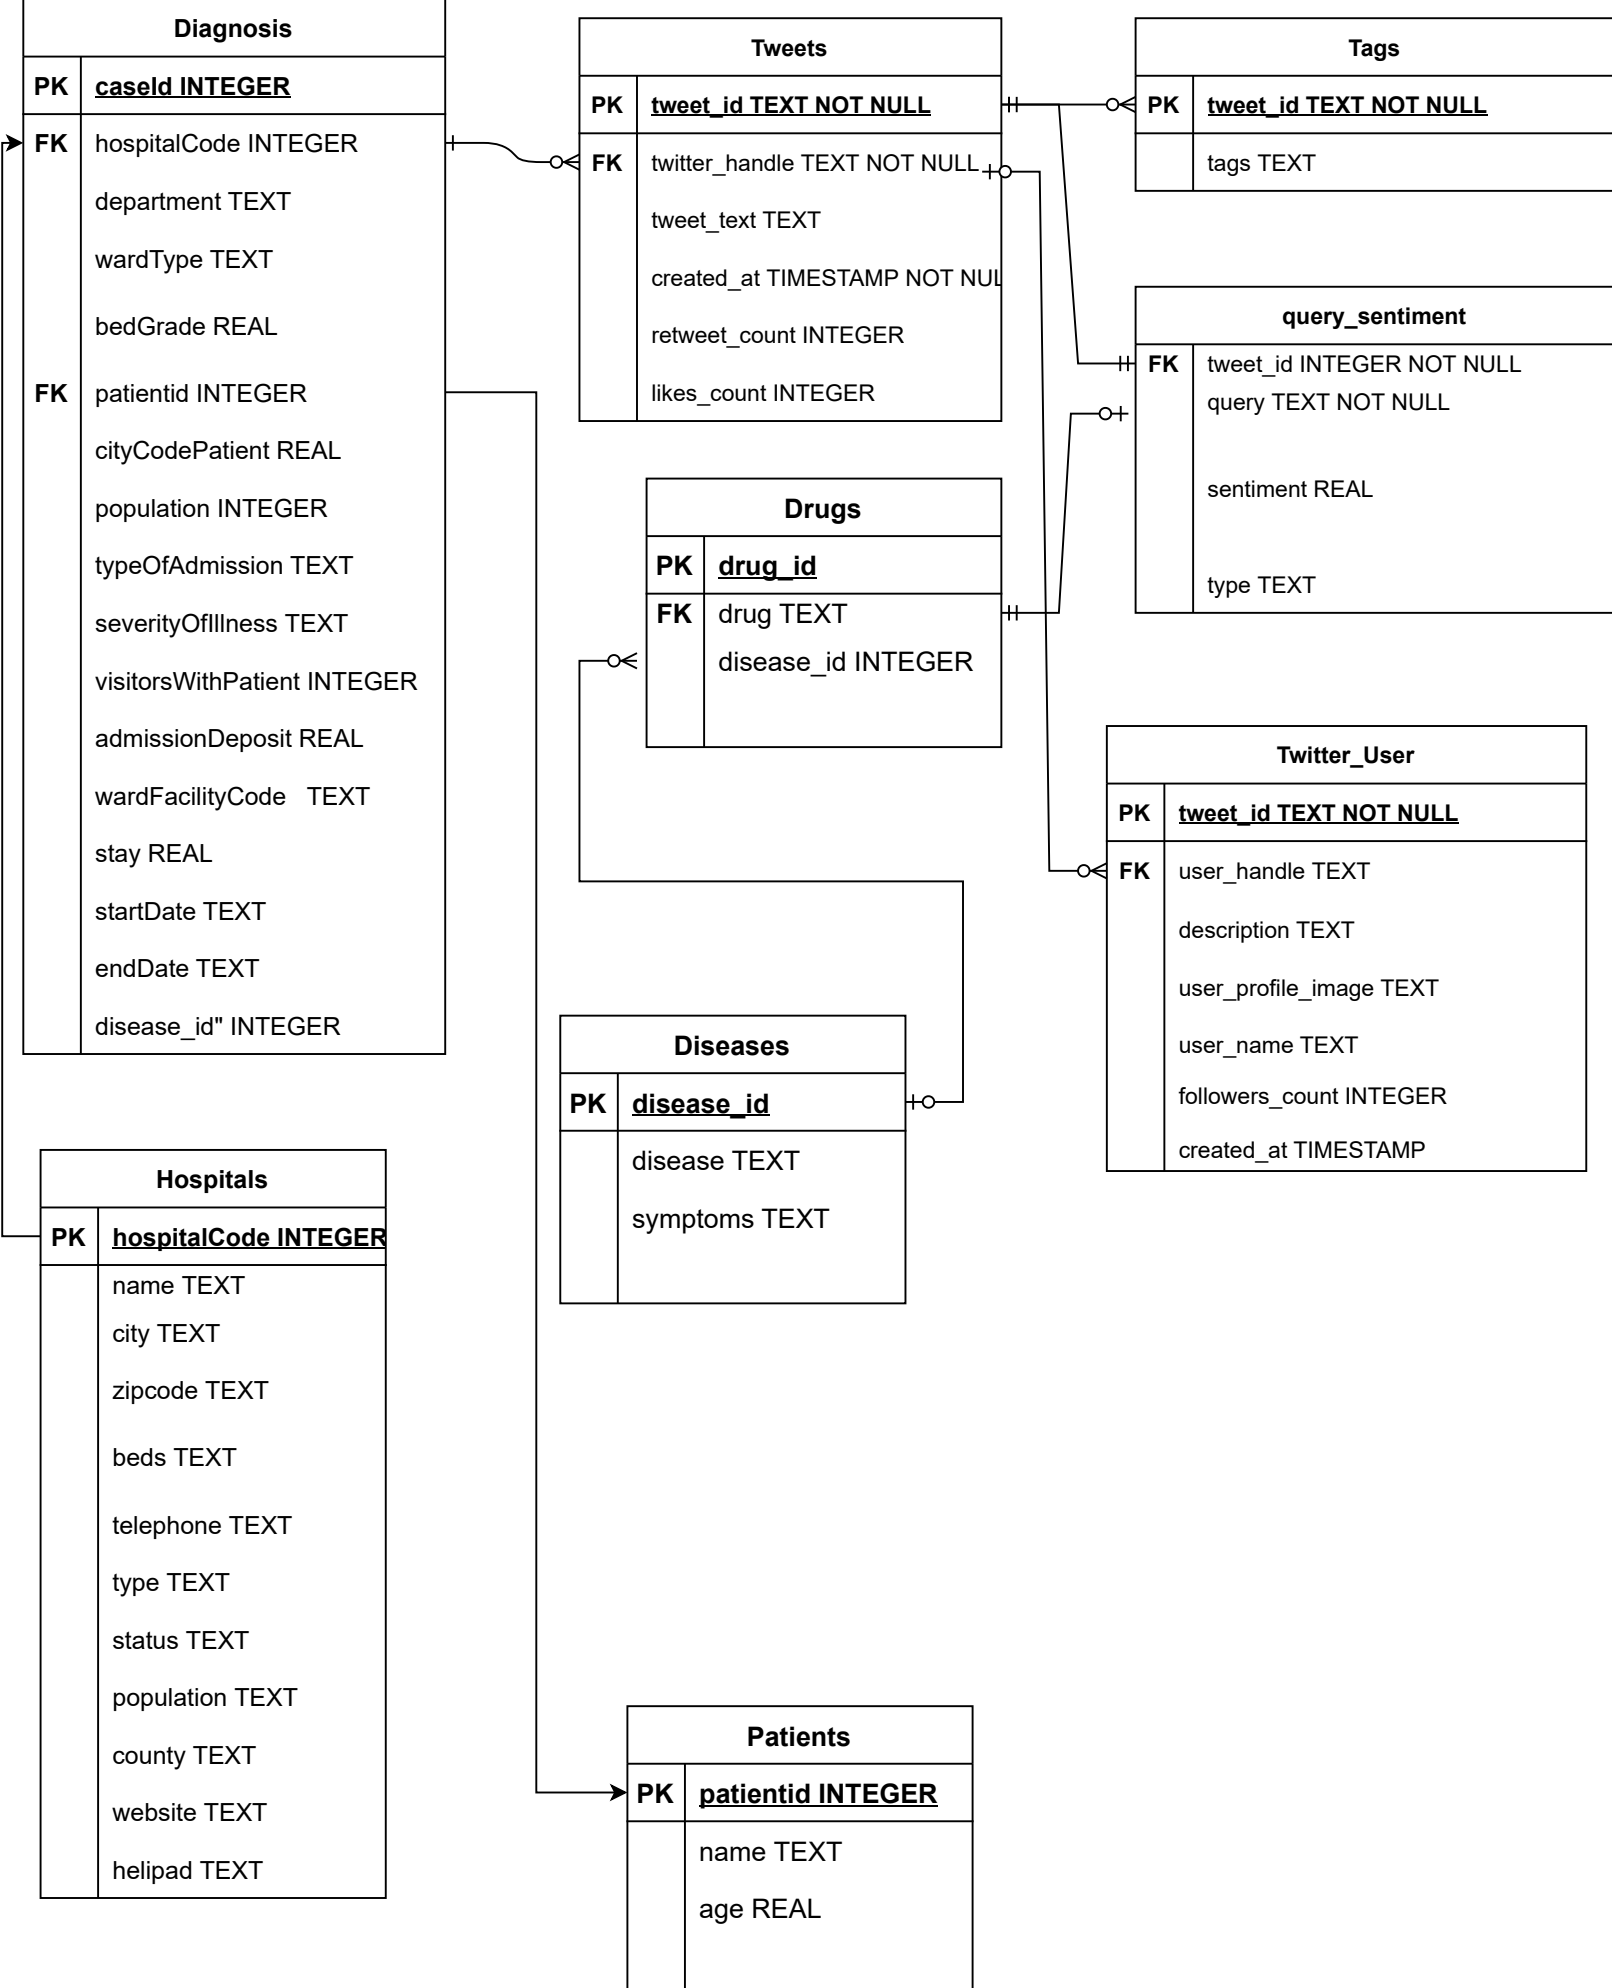 Diagnosis
PK caseId INTEGER
FK hospitalCode INTEGER
department TEXT
wardType TEXT
bedGrade REAL
FK patientid INTEGER
cityCodePatient REAL
population INTEGER
typeOfAdmission TEXT
severityOfIllness TEXT
visitorsWithPatient INTEGER
admissionDeposit REAL
wardFacilityCode TEXT
stay REAL
startDate TEXT
endDate TEXT
disease_id" INTEGER
Tweets
PK tweet_id TEXT NOT NULL
FK twitter_handle TEXT NOT NULL
tweet_text TEXT
created_at TIMESTAMP NOT NUL
retweet_count INTEGER
likes_count INTEGER
Tags
PK tweet_id TEXT NOT NULL
tags TEXT
query_sentiment
FK tweet_id INTEGER NOT NULL
query TEXT NOT NULL
sentiment REAL
type TEXT
Drugs
PK drug_id
FK drug TEXT
disease_id INTEGER
Twitter_User
PK tweet_id TEXT NOT NULL
FK user_handle TEXT
description TEXT
user_profile_image TEXT
user_name TEXT
followers_count INTEGER
created_at TIMESTAMP
Diseases
PK disease_id
disease TEXT
symptoms TEXT
Hospitals
PK hospitalCode INTEGER
name TEXT
city TEXT
zipcode TEXT
beds TEXT
telephone TEXT
type TEXT
status TEXT
population TEXT
county TEXT
website TEXT
helipad TEXT
Patients
PK patientid INTEGER
name TEXT
age REAL